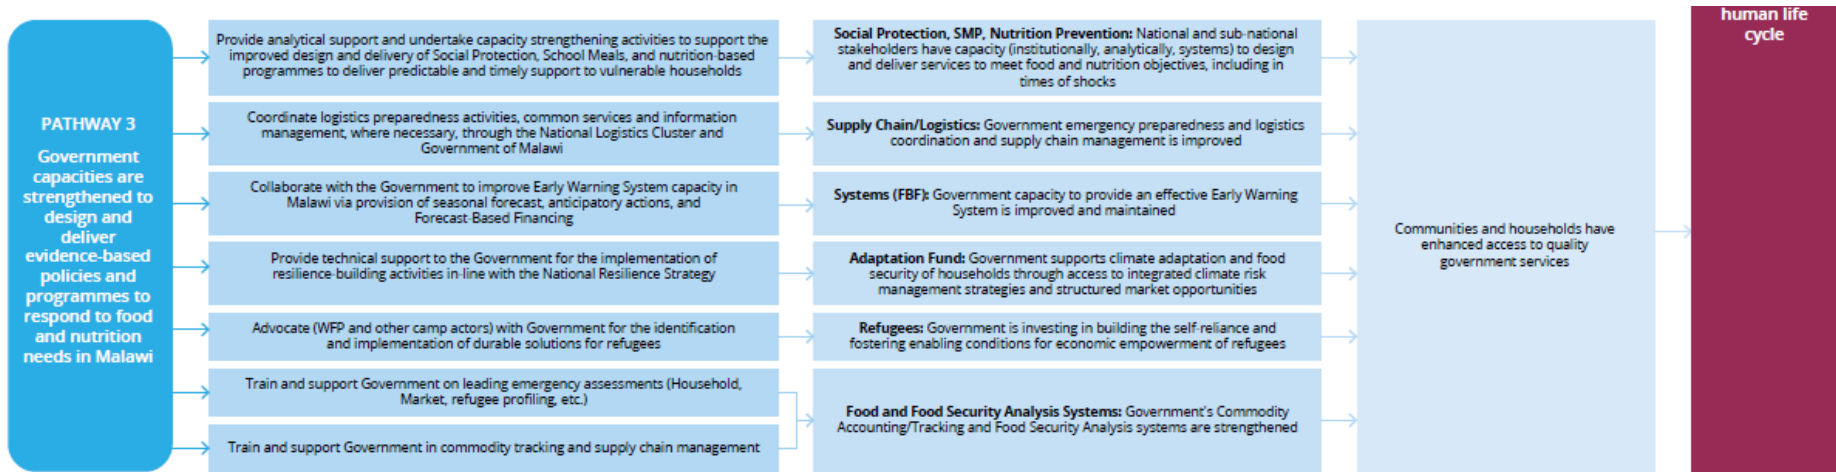 PATHWAY 3
Government
capacities are
strengthened to
design and
deliver
evidence-based
policies and
programmes to
respond to food
and nutrition
needs in Malawi
Provide analytical support and undertake capacity strengthening activities to support the
improved design and delivery of Social Protection, School Meals, and nutrition-based
programmes to deliver predictable and timely support to vulnerable households
Coordinate logistics preparedness activities, common services and information
management, where necessary, through the National Logistics Cluster and
Government of Malawi
Collaborate with the Government to improve Early Warning System capacity in
Malawi via provision of seasonal forecast, anticipatory actions, and
Forecast-Based Financing
Provide technical support to the Government for the implementation of
resilience-building activities in-line with the National Resilience Strategy
Advocate (WFP and other camp actors) with Government for the identification
and implementation of durable solutions for refugees
Train and support Government on leading emergency assessments (Household,
Market, refugee profiling, etc.)
Train and support Government in commodity tracking and supply chain management
Social Protection, SMP, Nutrition Prevention: National and sub-national
stakeholders have capacity (institutionally, analytically, systems) to design
and deliver services to meet food and nutrition objectives, including in
times of shocks
Supply Chain/Logistics: Government emergency preparedness and logistics
coordination and supply chain management is improved
Systems (FBF): Government capacity to provide an effective Early Warning
System is improved and maintained
Adaptation Fund: Government supports climate adaptation and food
security of households through access to integrated climate risk
management strategies and structured market opportunities
Refugees: Government is investing in building the self-reliance and
fostering enabling conditions for economic empowerment of refugees
Food and Food Security Analysis Systems: Government's Commodity
Accounting/Tracking and Food Security Analysis systems are strengthened
Communities and households have
enhanced access to quality
government services
human life
cycle